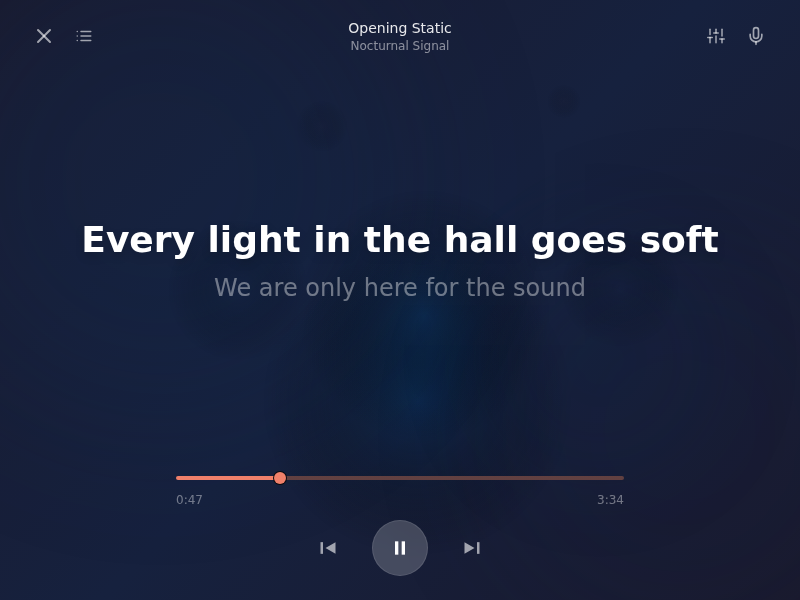 Opening Static
Nocturnal Signal
Every light in the hall goes soft
We are only here for the sound
0:47
3:34